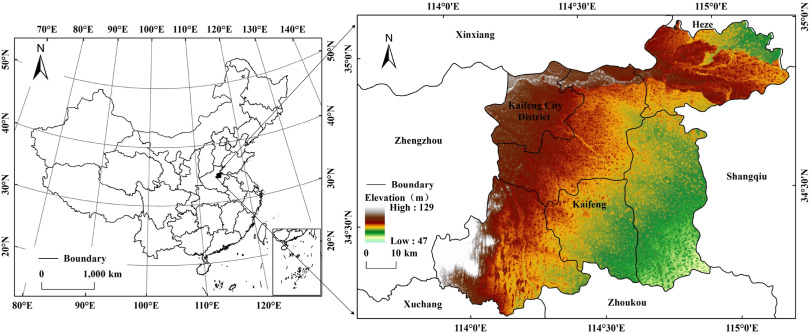 70°E 80°E 90°E 100°E 110°E 120°E 130°E 140°E
N
50°N
40°N
30°N
20°N
50°N
40°N
30°N
20°N
Boundary
0 1,000 km
80°E 90°E 100°E 110°E 120°E
114°0'E 114°30'E 115°0'E
35°0'N
34°30'N
35°0'N
34°30'N
N
Xinxiang
Heze
Kaifeng City
District
Zhengzhou
Shangqiu
Kaifeng
Boundary
Elevation（m）
High : 129
Low : 47
0 10 km
Xuchang
Zhoukou
114°0'E 114°30'E 115°0'E